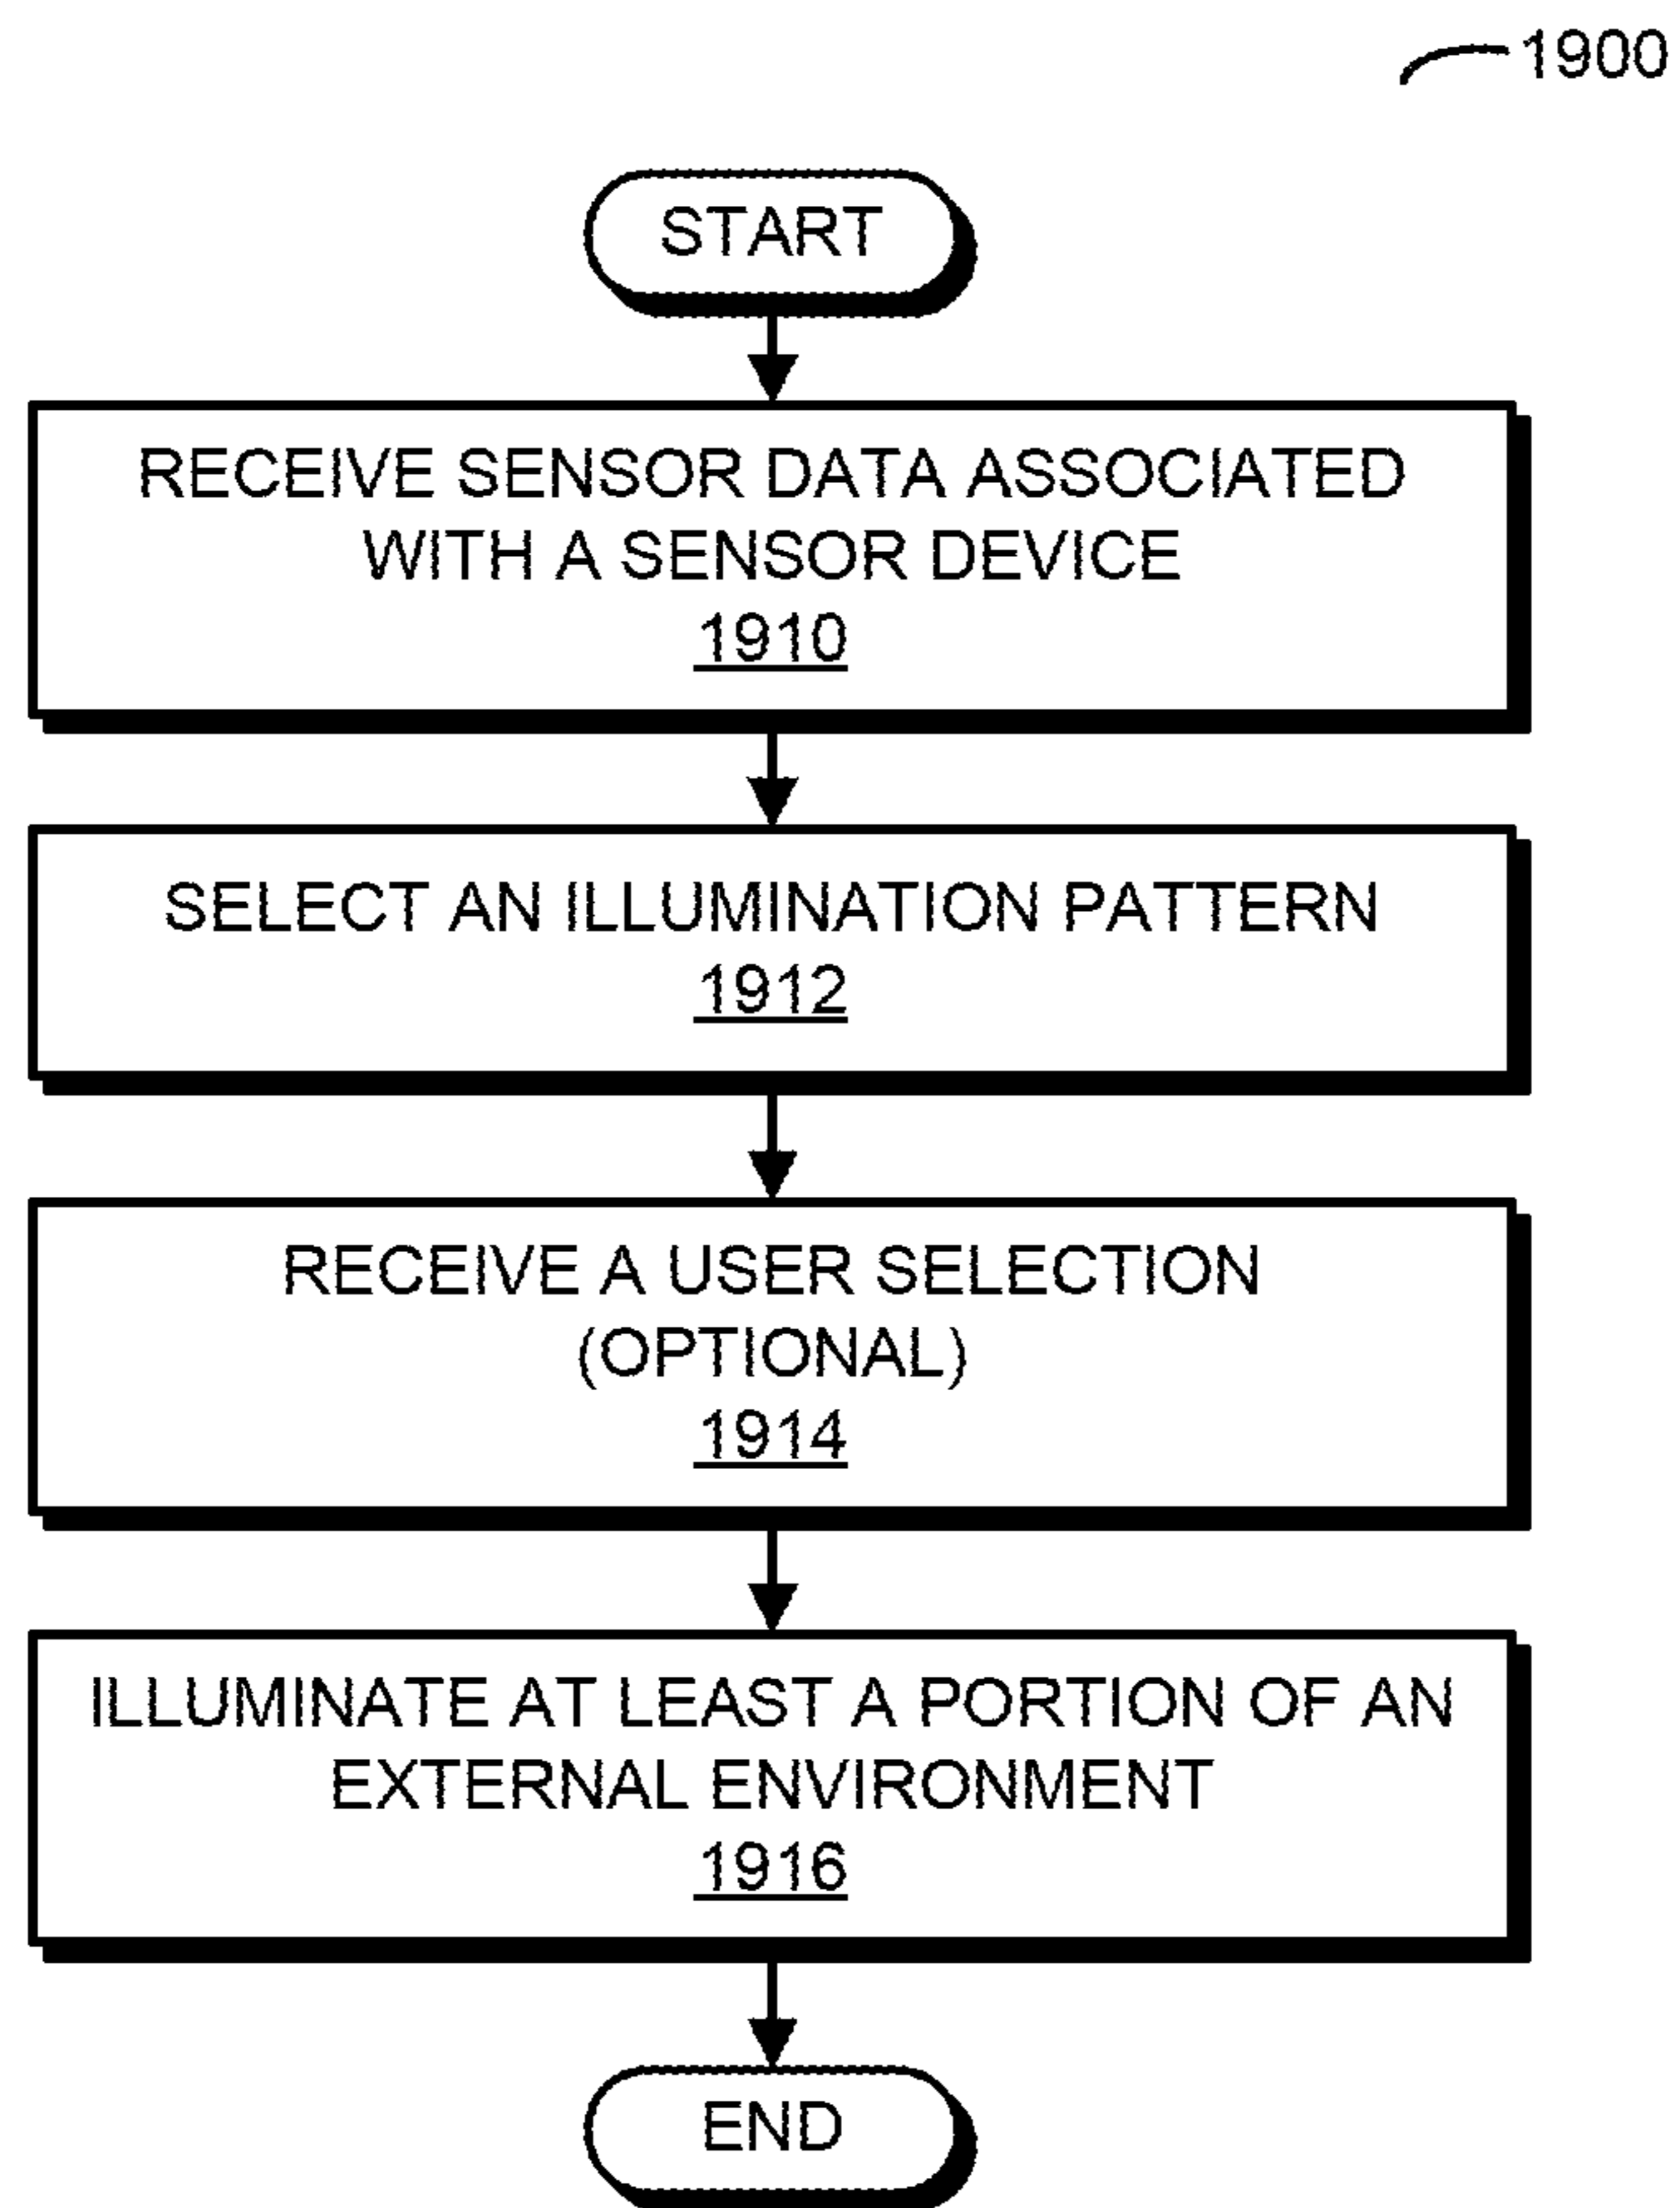 1900
START
RECEIVE SENSOR DATA ASSOCIATED
WITH A SENSOR DEVICE
1910
SELECT AN ILLUMINATION PATTERN
1912
RECEIVE A USER SELECTION
(OPTIONAL)
1914
ILLUMINATE AT LEAST A PORTION OF AN
EXTERNAL ENVIRONMENT
1916
END